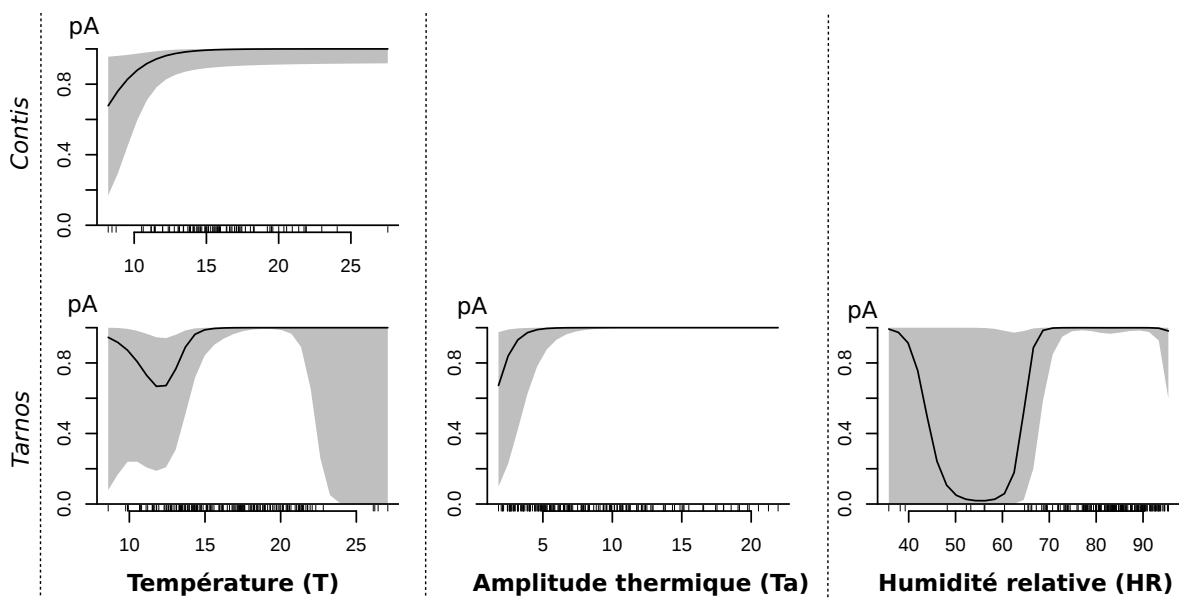 pA
Contis
0.8
0.4
0.0
10 15 20 25
pA pA pA
Tarnos
0.8 0.8 0.8
0.4 0.4 0.4
0.0 0.0 0.0
10 15 20 25 5 10 15 20 40 50 60 70 80 90
Température (T) Amplitude thermique (Ta) Humidité relative (HR)